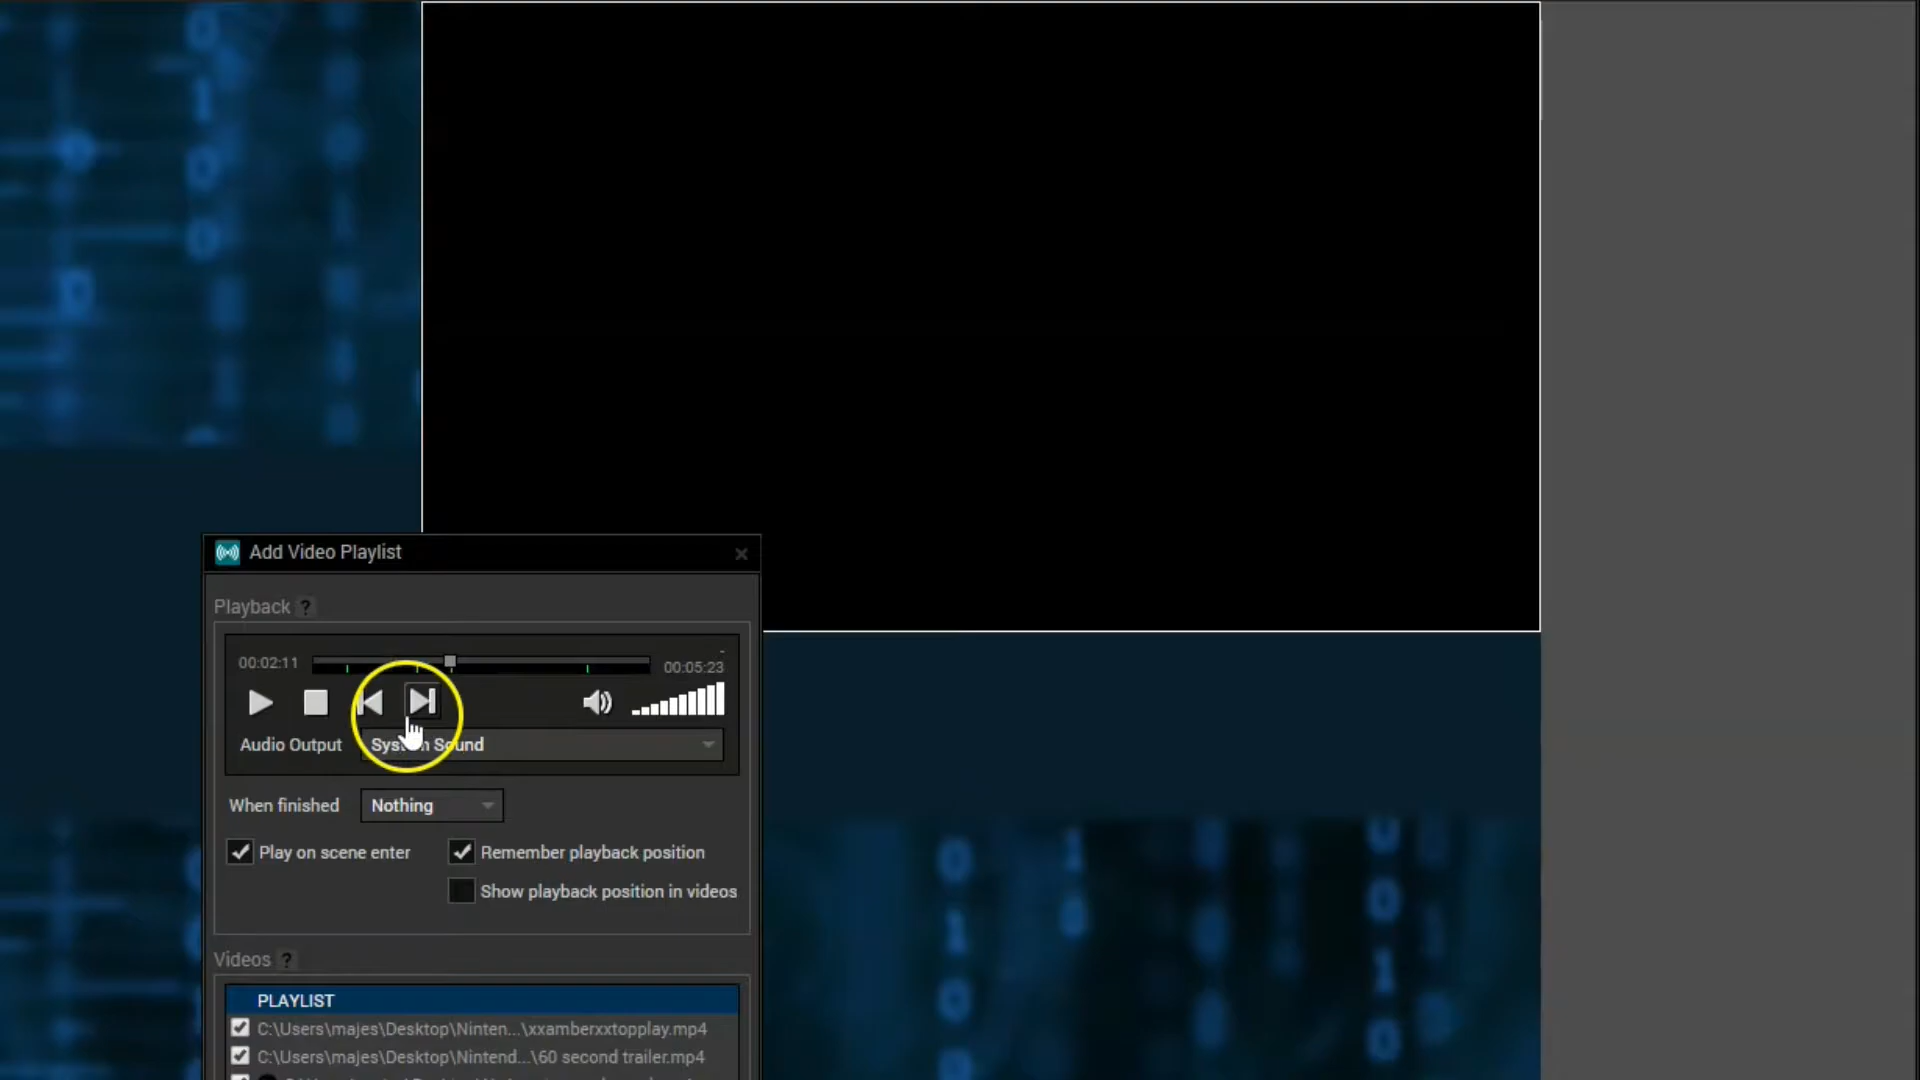 Add Video Playlist
Playback ?
00:02:11
-
00:05:23
Audio Output
When finished Nothing
Play on scene enter
Remember playback position
Show playback position in videos
Videos ?
PLAYLIST
C:\Users\majes\Desktop\Ninten...\xxamberxxtopplay.mp4
C:\Users\majes\Desktop\Nintend...\60 second trailer.mp4